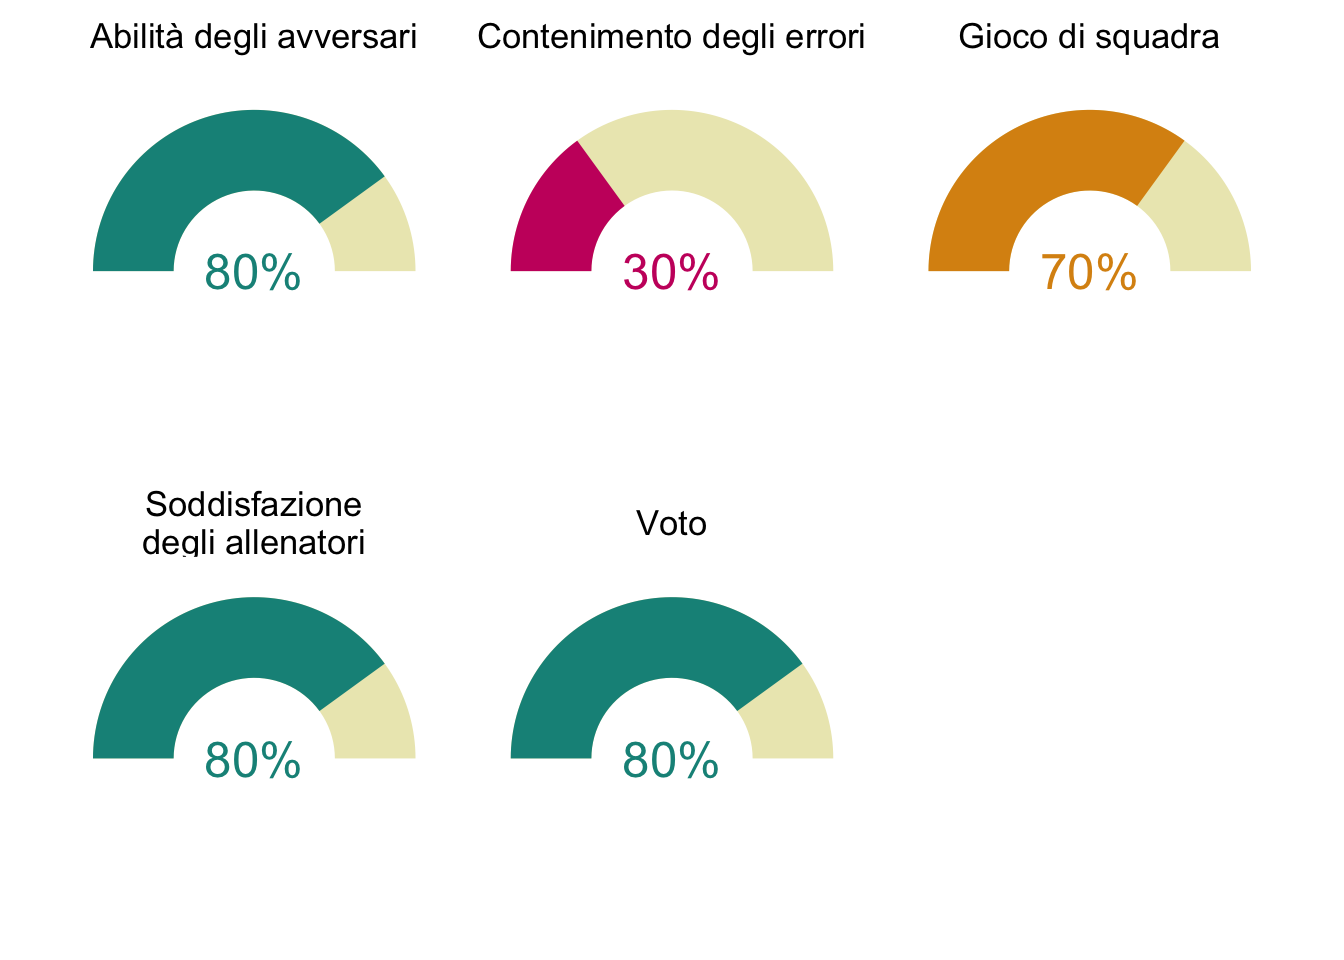 Abilità degli avversari
Contenimento degli errori
Gioco di squadra
80%
30%
70%
Soddisfazione
degli allenatori
Voto
80%
80%